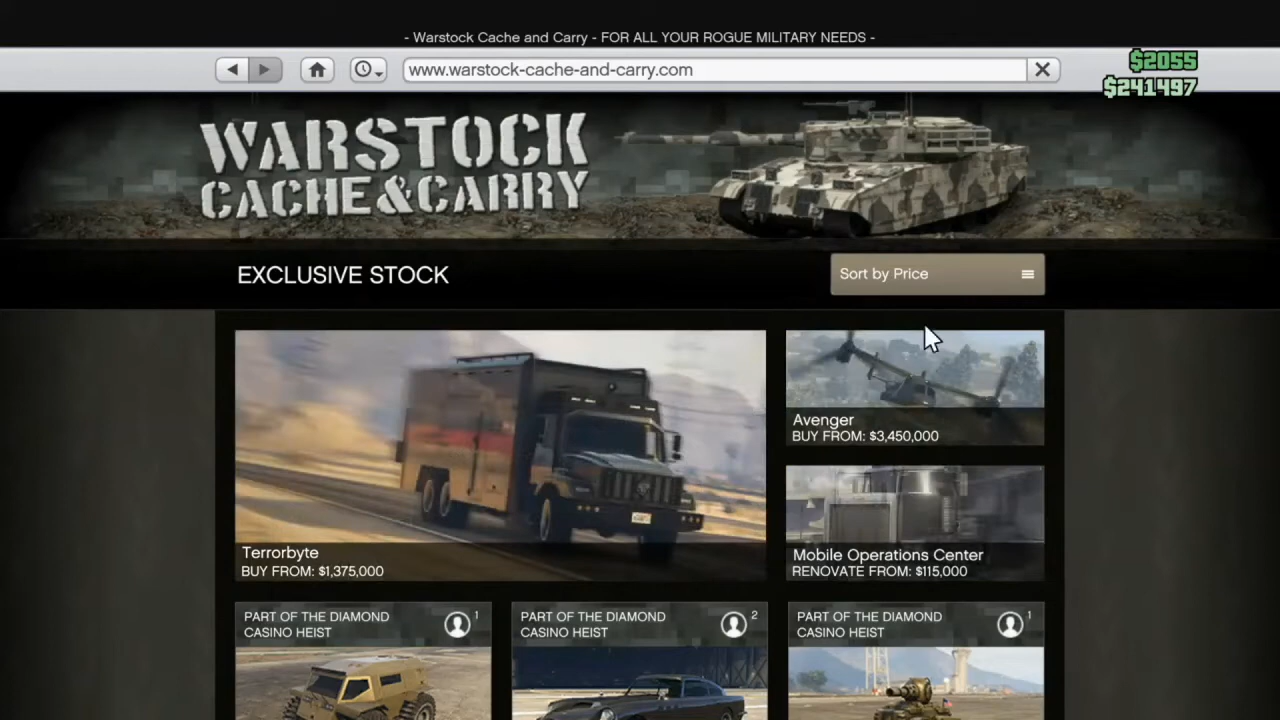 - Warstock Cache and Carry - FOR ALL YOUR ROGUE MILITARY NEEDS -
www.warstock-cache-and-carry.com
$2055
$241497
WARSTOCK
CACHE&CARRY
EXCLUSIVE STOCK
Sort by Price
Terrorbyte
BUY FROM: $1,375,000
Avenger
BUY FROM: $3,450,000
Mobile Operations Center
RENOVATE FROM: $115,000
PART OF THE DIAMOND
CASINO HEIST
1
PART OF THE DIAMOND
CASINO HEIST
2
PART OF THE DIAMOND
CASINO HEIST
1